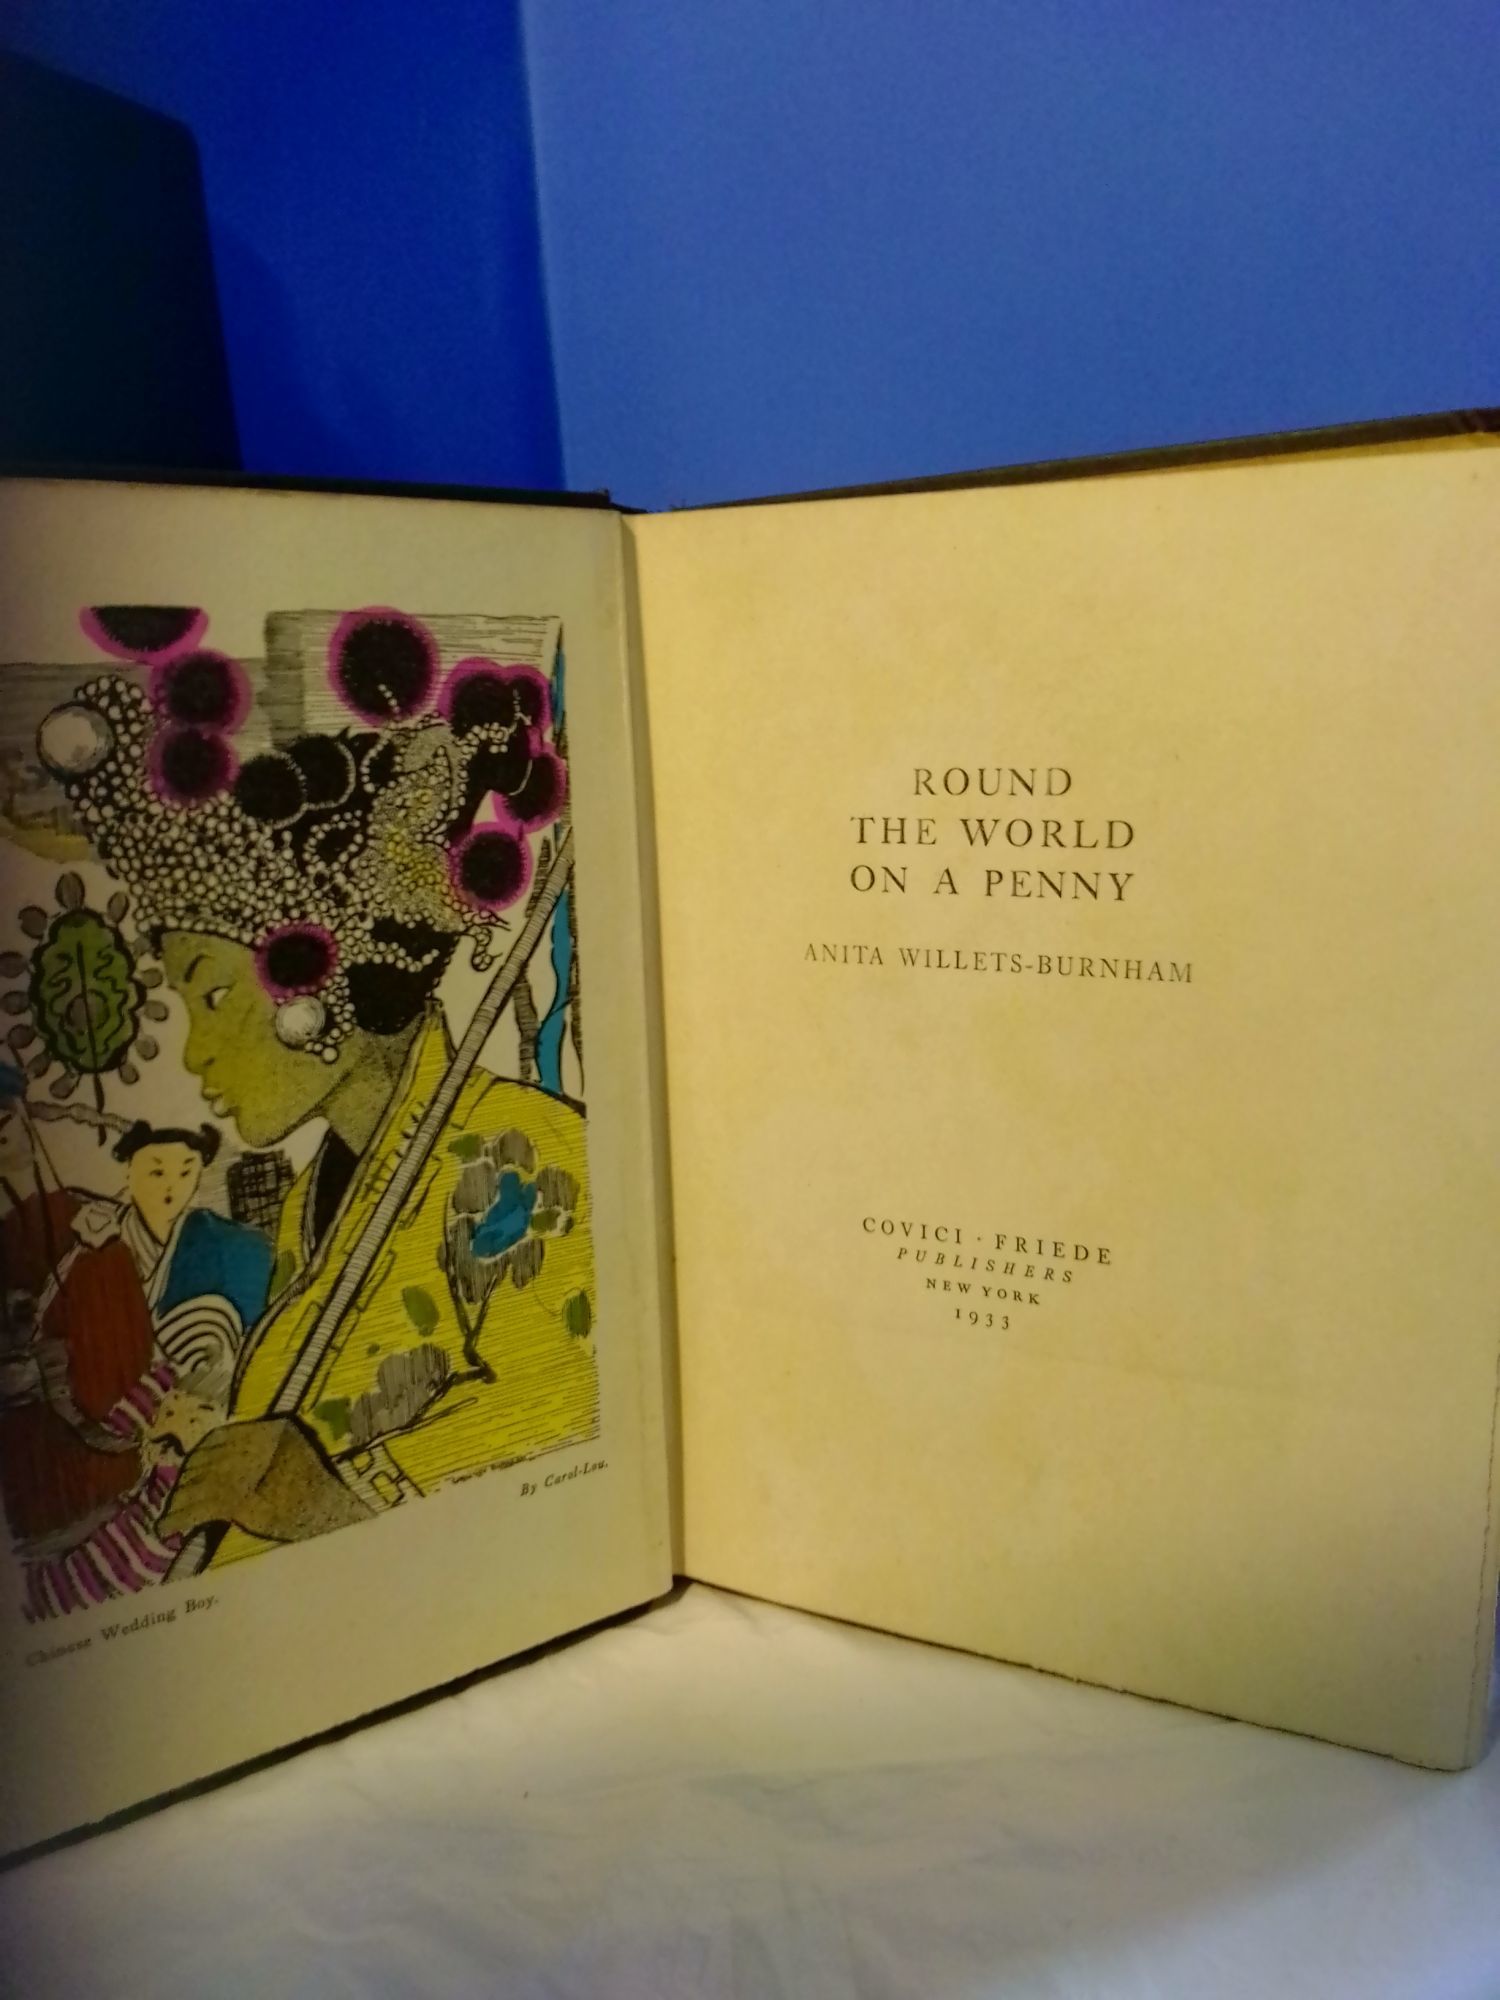 Chinese Wedding Boy.
By Carol-Lou.
ROUND
THE WORLD
ON A PENNY
ANITA WILLETS-BURNHAM
COVICI · FRIEDE
PUBLISHERS
NEW YORK
1933